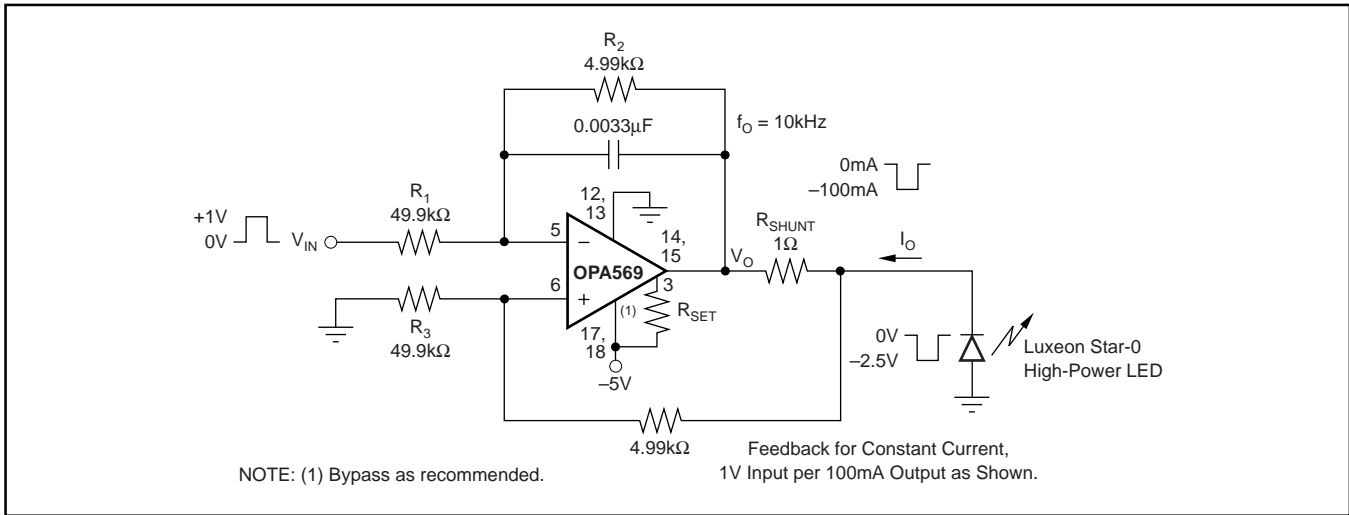 R2
4.99kΩ
0.0033µF
fO = 10kHz
0mA
–100mA
R1
49.9kΩ
12,
13
+1V
0V
VIN
5
–
14,
15
VO
RSHUNT
1Ω
IO
OPA569
3
6
+
(1)
RSET
R3
49.9kΩ
17,
18
–5V
0V
–2.5V
Luxeon Star-0
High-Power LED
4.99kΩ
Feedback for Constant Current,
1V Input per 100mA Output as Shown.
NOTE: (1) Bypass as recommended.